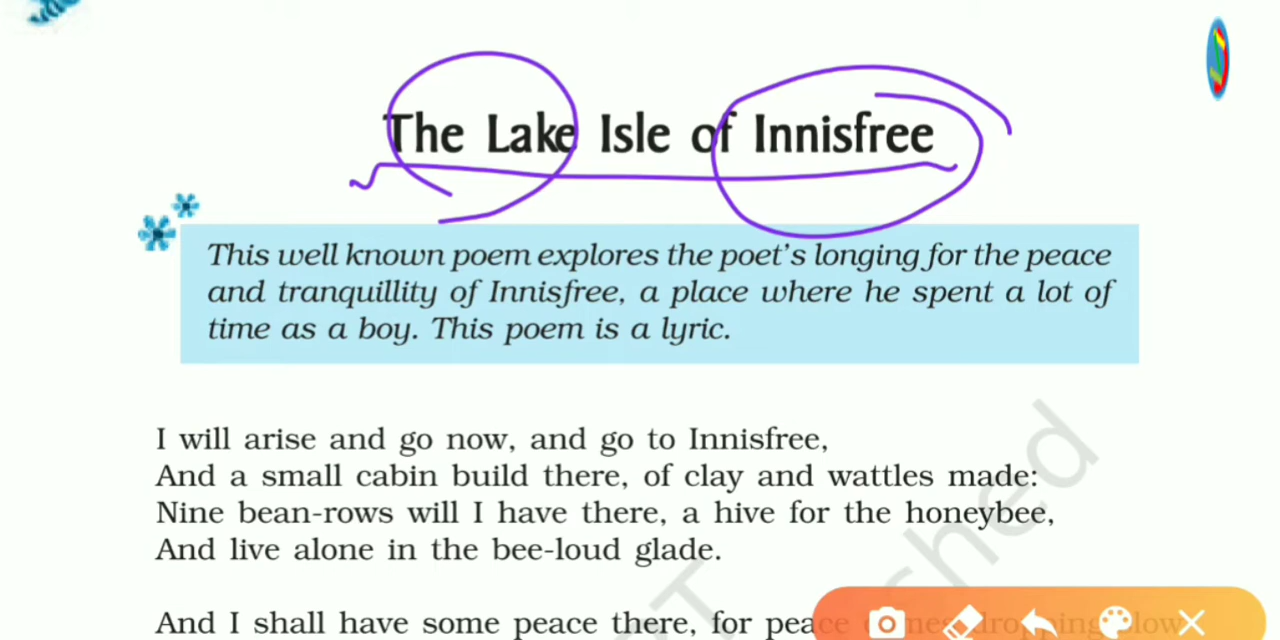 The Lake Isle of Innisfree
This well known poem explores the poet's longing for the peace
and tranquillity of Innisfree, a place where he spent a lot of
time as a boy. This poem is a lyric.
I will arise and go now, and go to Innisfree,
And a small cabin build there, of clay and wattles made:
Nine bean-rows will I have there, a hive for the honeybee,
And live alone in the bee-loud glade.
And I shall have some peace there, for peace comes dropping slow